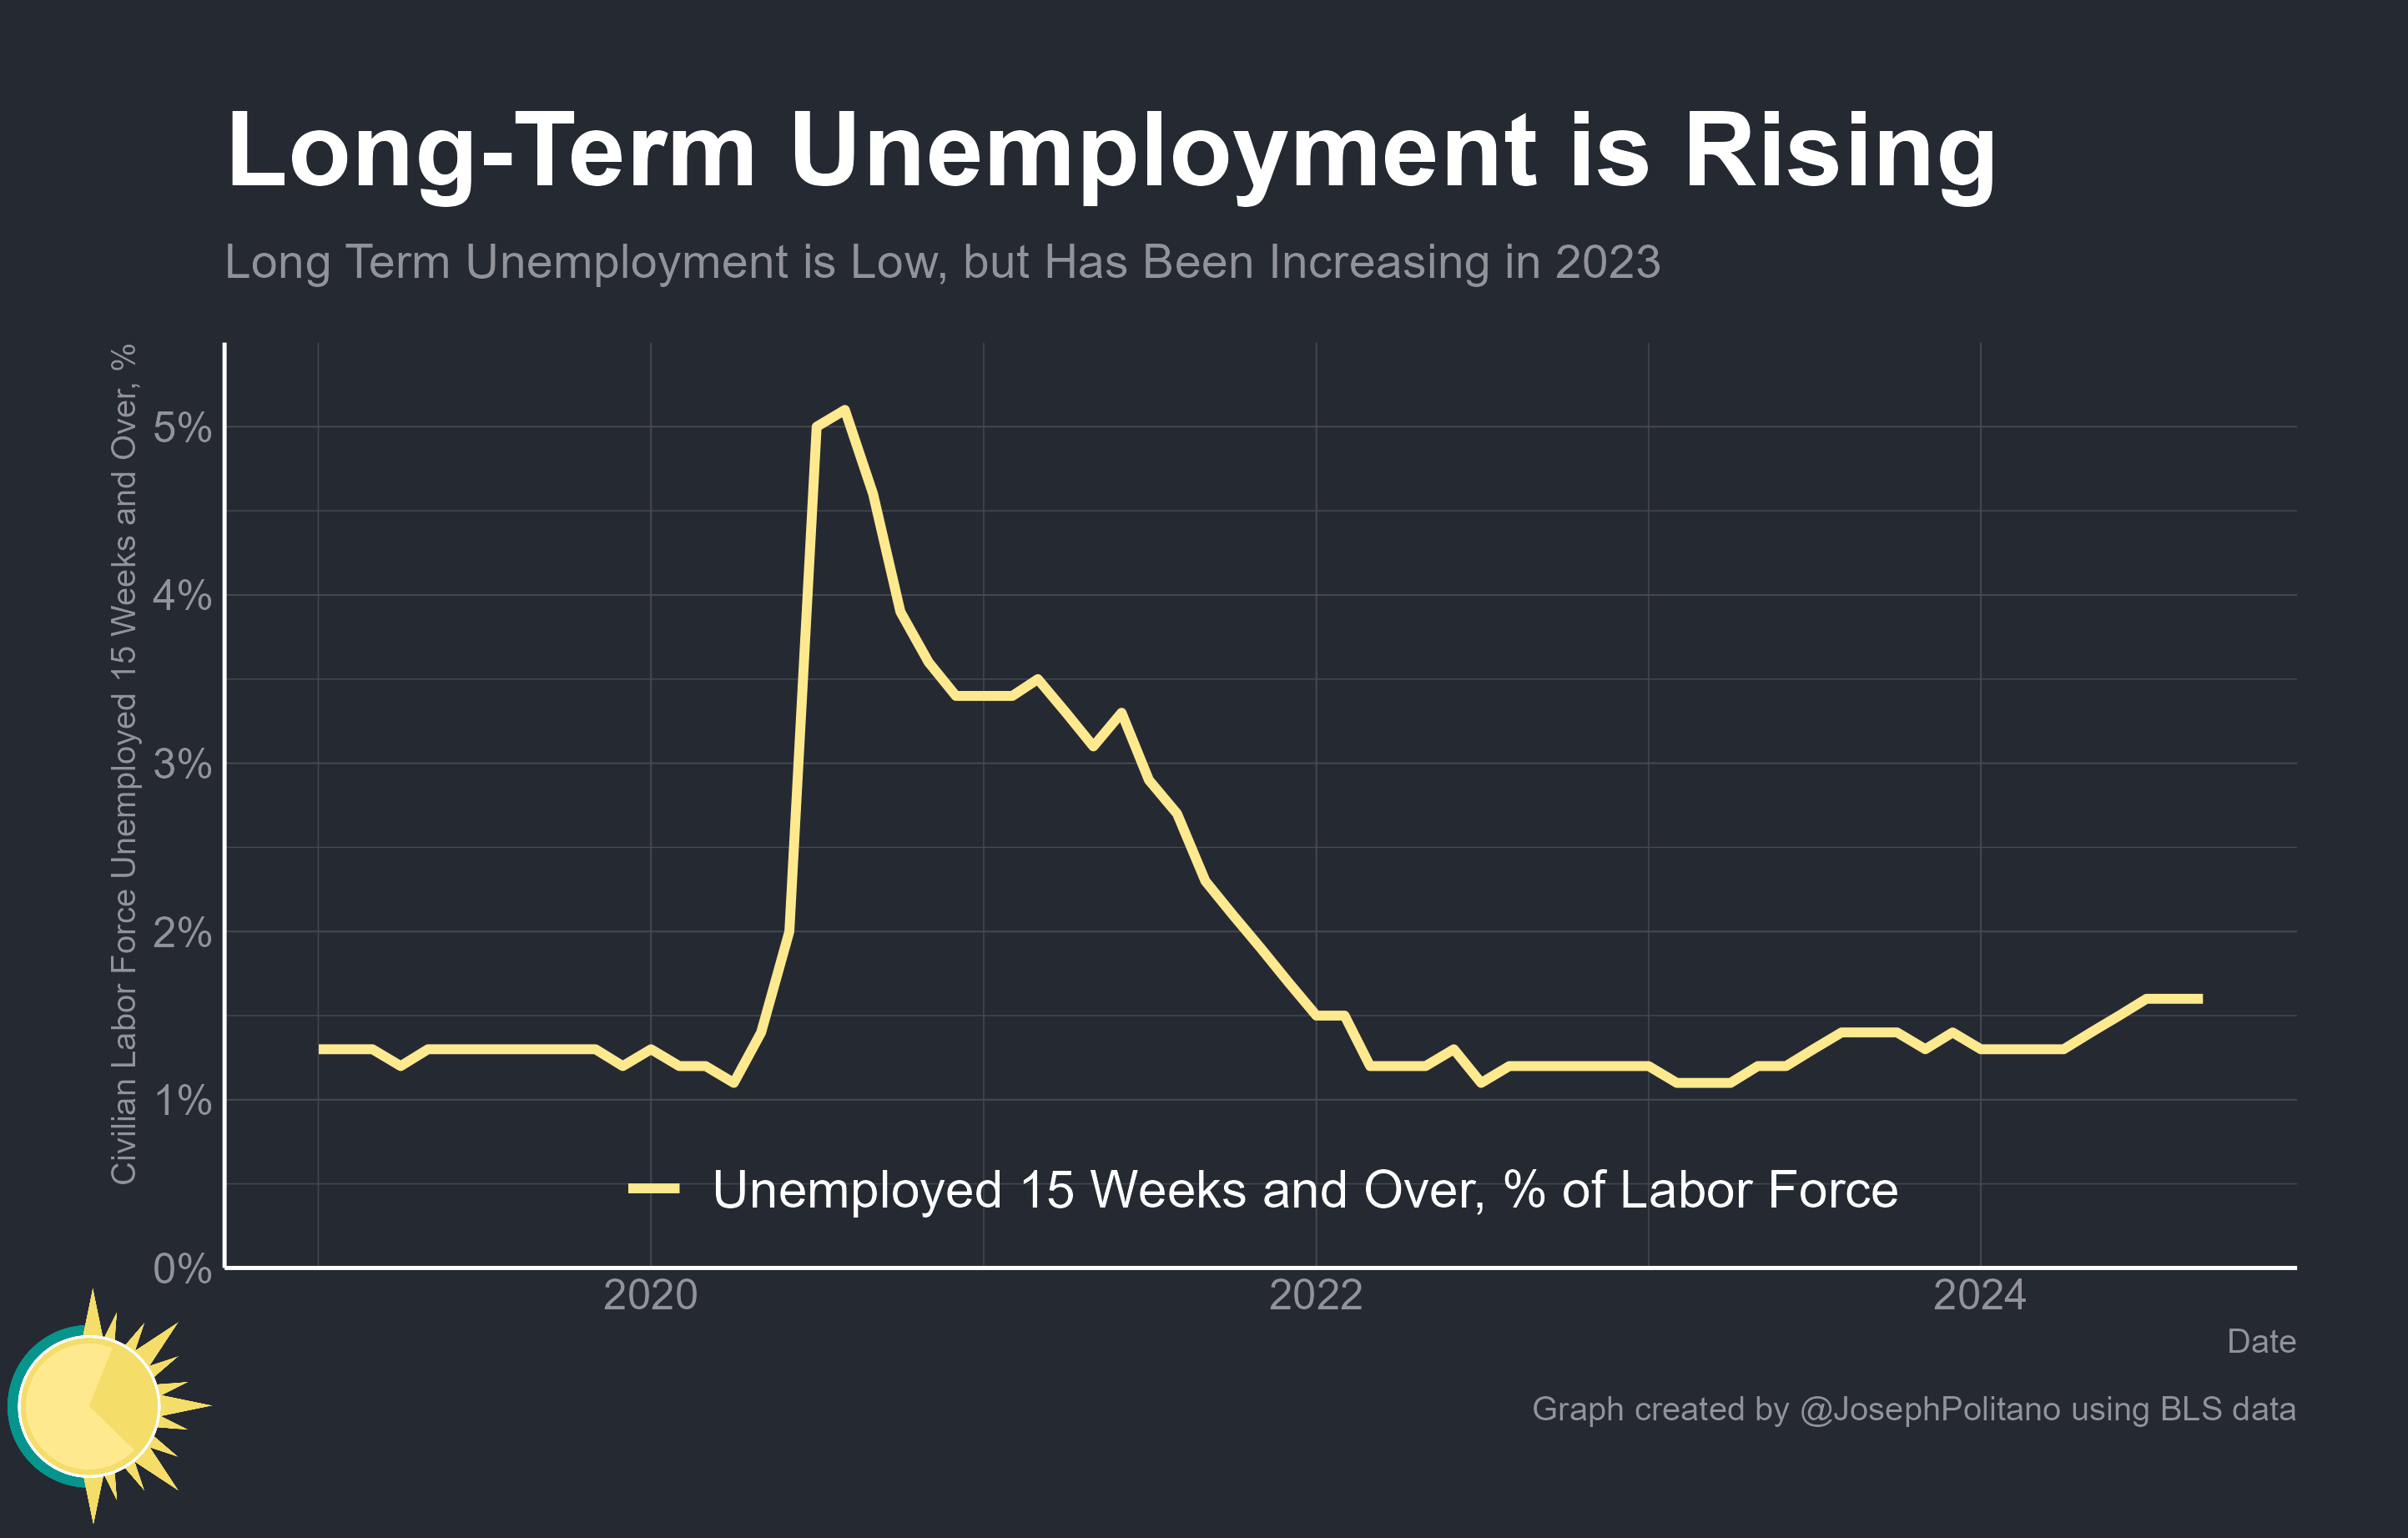 Long-Term Unemployment is Rising
Long Term Unemployment is Low, but Has Been Increasing in 2023
Civilian Labor Force Unemployed 15 Weeks and Over, %
5%
4%
3%
2%
1%
0%
Unemployed 15 Weeks and Over, % of Labor Force
2020 2022 2024
Date
Graph created by @JosephPolitano using BLS data